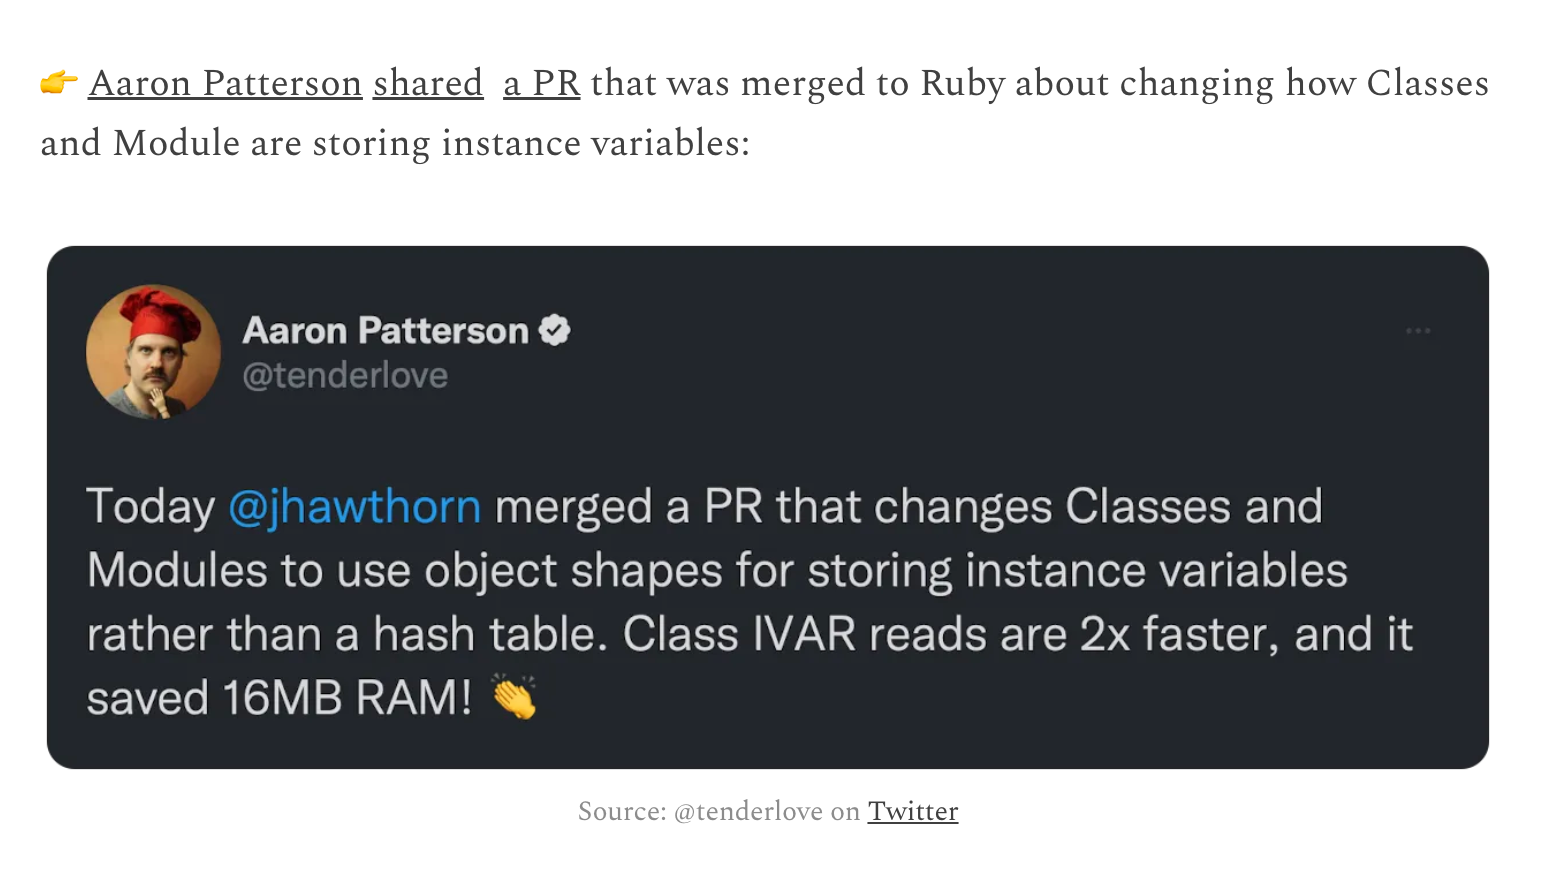 👉 Aaron Patterson shared a PR that was merged to Ruby about changing how Classes
and Module are storing instance variables:
Aaron Patterson
@tenderlove
Today @jhawthorn merged a PR that changes Classes and
Modules to use object shapes for storing instance variables
rather than a hash table. Class IVAR reads are 2x faster, and it
saved 16MB RAM! 👏
Source: @tenderlove on Twitter